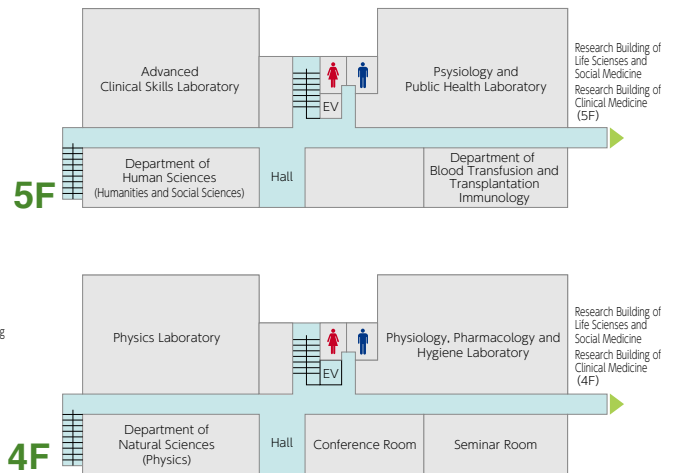 Advanced
Clinical Skills Laboratory
EV
Psysiology and
Public Health Laboratory
Research Building of
Life Scienses and
Social Medicine
Research Building of
Clinical Medicine
(5F)
5F
Department of
Human Sciences
(Humanities and Social Sciences)
Hall
Department of
Blood Transfusion and
Transplantation
Immunology
Physics Laboratory
EV
Physiology, Pharmacology and
Hygiene Laboratory
Research Building of
Life Scienses and
Social Medicine
Research Building of
Clinical Medicine
(4F)
4F
Department of
Natural Sciences
(Physics)
Hall
Conference Room
Seminar Room